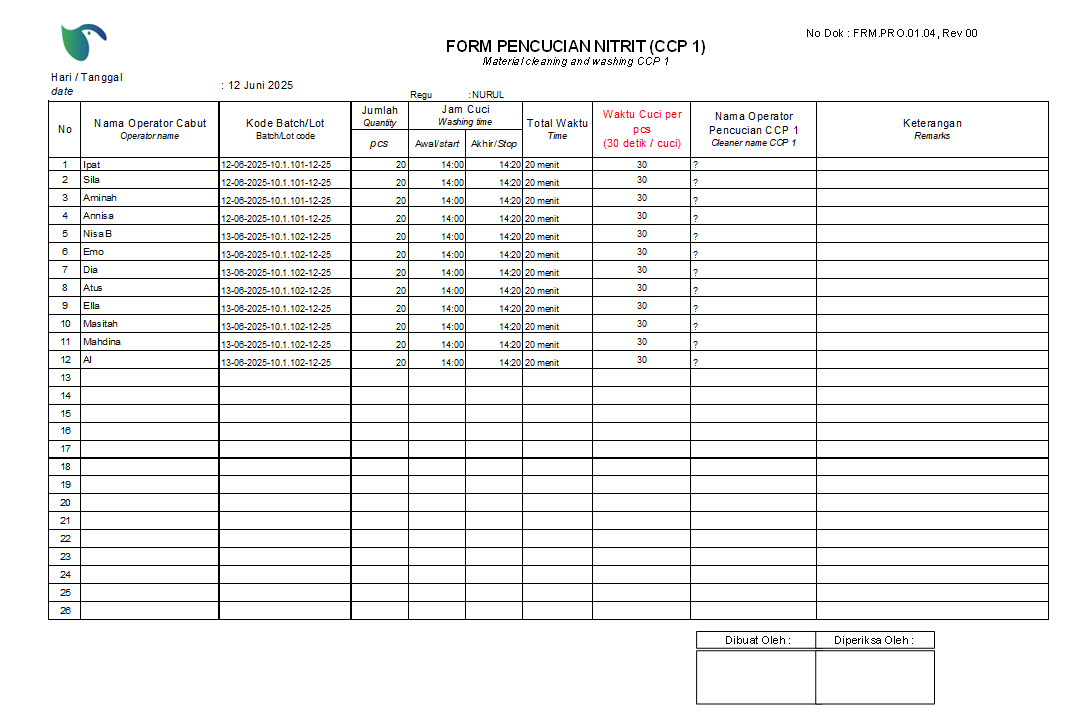 No Dok : FRM.PRO.01.04, Rev 00
FORM PENCUCIAN NITRIT (CCP 1)
Material cleaning and washing CCP 1
Hari / Tanggal
date
: 12 Juni 2025
Regu : NURUL
No Nama Operator Cabut Kode Batch/Lot Jumlah Jam Cuci Total Waktu Waktu Cuci per pcs (30 detik / cuci) Nama Operator Pencucian CCP 1 Keterangan
Operator name Batch/Lot code Quantity Washing time Time Cleaner name CCP 1 Remarks
pcs Awal/start Akhir/Stop
1 Ipat 12-06-2025-10.1.101-12-25 20 14:00 14:20 20 menit 30 ?
2 Sila 12-06-2025-10.1.101-12-25 20 14:00 14:20 20 menit 30 ?
3 Aminah 12-06-2025-10.1.101-12-25 20 14:00 14:20 20 menit 30 ?
4 Annisa 12-06-2025-10.1.101-12-25 20 14:00 14:20 20 menit 30 ?
5 Nisa B 13-06-2025-10.1.102-12-25 20 14:00 14:20 20 menit 30 ?
6 Emo 13-06-2025-10.1.102-12-25 20 14:00 14:20 20 menit 30 ?
7 Dia 13-06-2025-10.1.102-12-25 20 14:00 14:20 20 menit 30 ?
8 Atus 13-06-2025-10.1.102-12-25 20 14:00 14:20 20 menit 30 ?
9 Ella 13-06-2025-10.1.102-12-25 20 14:00 14:20 20 menit 30 ?
10 Masitah 13-06-2025-10.1.102-12-25 20 14:00 14:20 20 menit 30 ?
11 Mahdina 13-06-2025-10.1.102-12-25 20 14:00 14:20 20 menit 30 ?
12 Al 13-06-2025-10.1.102-12-25 20 14:00 14:20 20 menit 30 ?
13
14
15
16
17
18
19
20
21
22
23
24
25
26
Dibuat Oleh : Diperiksa Oleh :